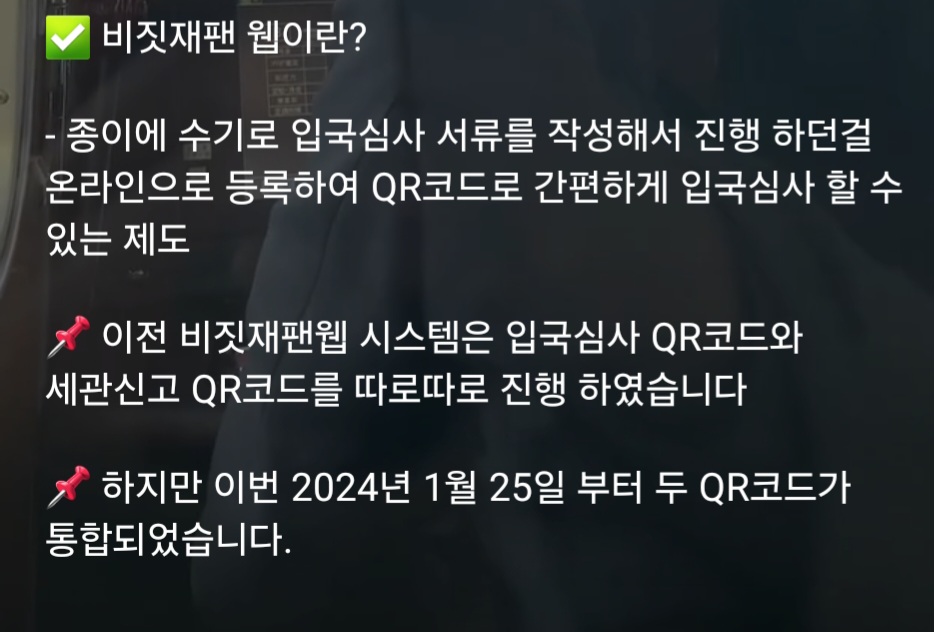 ✅ 비짓재팬 웹이란?
- 종이에 수기로 입국심사 서류를 작성해서 진행 하던걸
온라인으로 등록하여 QR코드로 간편하게 입국심사 할 수
있는 제도
📌 이전 비짓재팬웹 시스템은 입국심사 QR코드와
세관신고 QR코드를 따로따로 진행 하였습니다
📌 하지만 이번 2024년 1월 25일 부터 두 QR코드가
통합되었습니다.